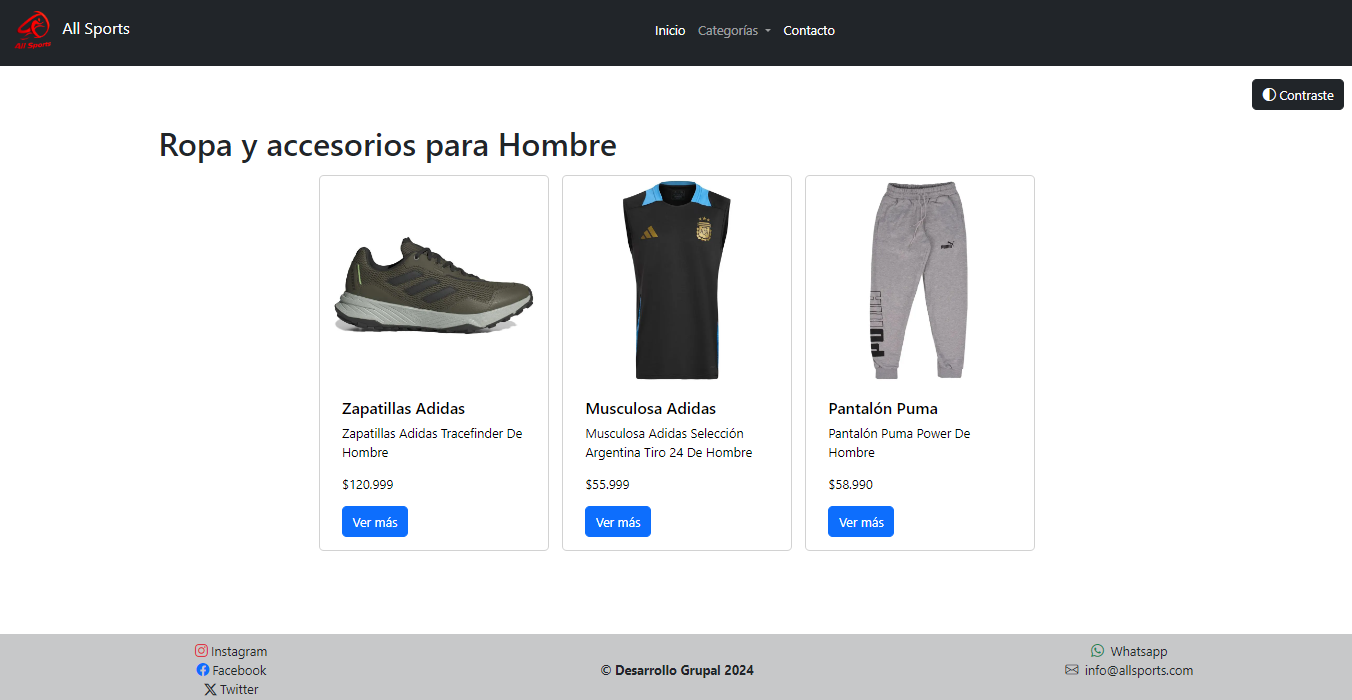 All Sports
All Sports
Inicio
Categorías
Contacto
Contraste
Ropa y accesorios para Hombre
PUMA
PUMA
Zapatillas Adidas
Zapatillas Adidas Tracefinder De
Hombre
$120.999
Ver más
Musculosa Adidas
Musculosa Adidas Selección
Argentina Tiro 24 De Hombre
$55.999
Ver más
Pantalón Puma
Pantalón Puma Power De
Hombre
$58.990
Ver más
Instagram
Facebook
Twitter
© Desarrollo Grupal 2024
Whatsapp
info@allsports.com